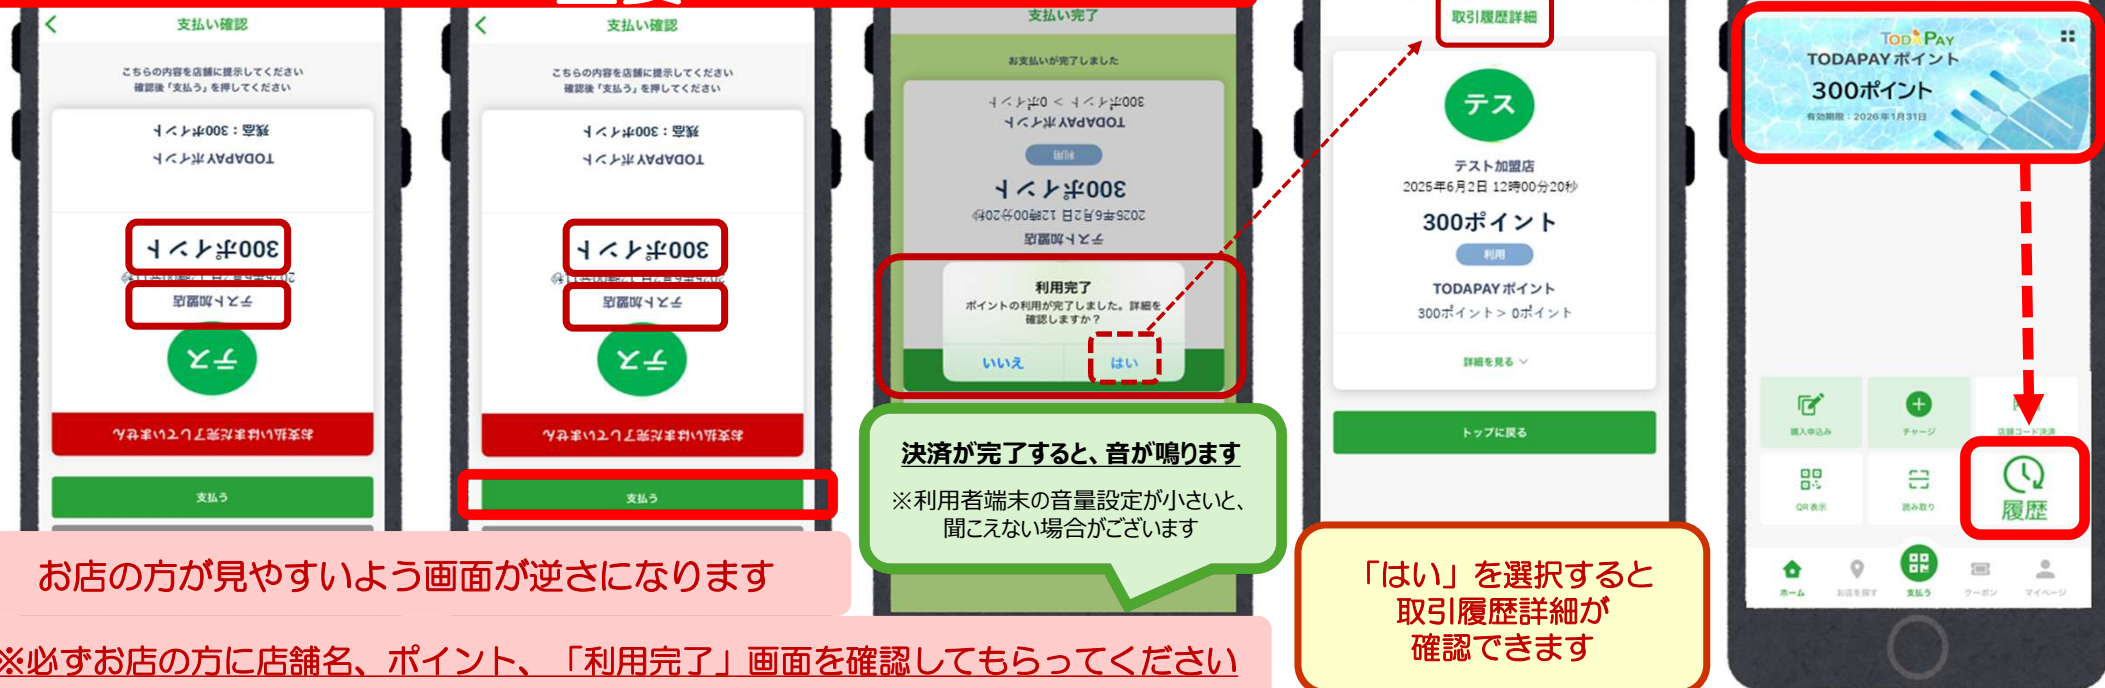 支払い確認
こちらの内容を店舗に提示してください
確認後「支払う」を押してください
残高：300ポイント
TODAPAYポイント
300ポイント
テスト加盟店
テス
お支払いはまだ完了していません
支払う
支払い確認
こちらの内容を店舗に提示してください
確認後「支払う」を押してください
残高：300ポイント
TODAPAYポイント
300ポイント
テスト加盟店
テス
お支払いはまだ完了していません
支払う
お店の方が見やすいよう画面が逆さになります
※必ずお店の方に店舗名、ポイント、「利用完了」画面を確認してもらってください
支払い完了
お支払いが完了しました
300ポイント > 0ポイント
TODAPAYポイント
利用
300ポイント
2025年6月2日 12時00分20秒
テスト加盟店
利用完了
ポイントの利用が完了しました。詳細を
確認しますか？
いいえ
はい
決済が完了すると、音が鳴ります
※利用者端末の音量設定が小さいと、
聞こえない場合がございます
取引履歴詳細
テス
テスト加盟店
2025年6月2日 12時00分20秒
300ポイント
利用
TODAPAYポイント
300ポイント> 0ポイント
詳細を見る
トップに戻る
「はい」を選択すると
取引履歴詳細が
確認できます
TODAPAY
TODAPAYポイント
300ポイント
有効期限：2026年1月31日
購入申込み
チャージ
店舗コード決済
QR表示
読み取り
履歴
ホーム
お店を探す
支払う
クーポン
マイページ